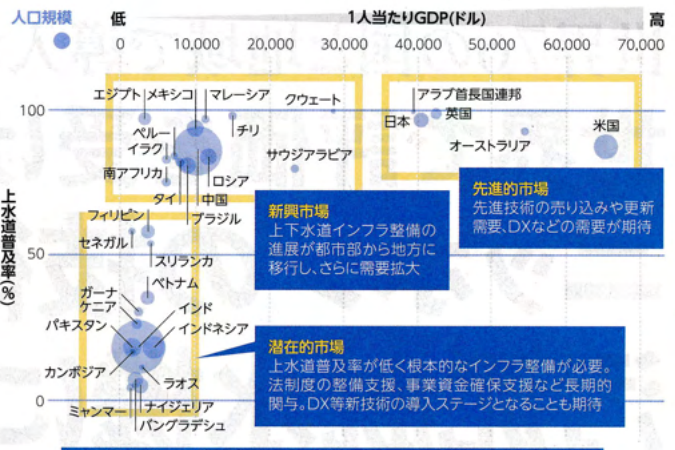 人口規模
低
1人当たりGDP(ドル)
高
0
10,000
20,000
30,000
40,000
50,000
60,000
70,000
上水道普及率(%)
100
50
0
エジプト
メキシコ
マレーシア
クウェート
アラブ首長国連邦
日本
英国
オーストラリア
米国
ペルー
チリ
イラク
サウジアラビア
南アフリカ
ロシア
タイ
中国
ブラジル
フィリピン
セネガル
スリランカ
ベトナム
ガーナ
ケニア
インド
パキスタン
インドネシア
カンボジア
ラオス
ミャンマー
ナイジェリア
バングラデシュ
先進的市場
先進技術の売り込みや更新
需要、DXなどの需要が期待
新興市場
上下水道インフラ整備の
進展が都市部から地方に
移行し、さらに需要拡大
潜在的市場
上水道普及率が低く根本的なインフラ整備が必要。
法制度の整備支援、事業資金確保支援など長期的
関与。DX等新技術の導入ステージとなることも期待